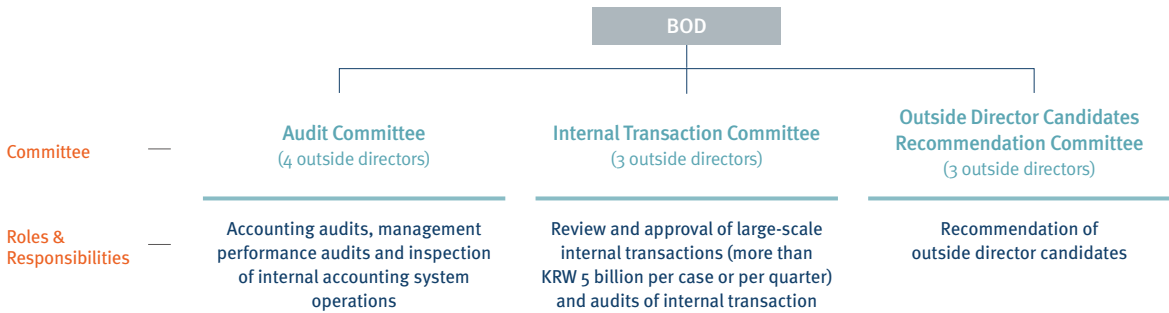 BOD
Committee
Audit Committee
(4 outside directors)
Internal Transaction Committee
(3 outside directors)
Outside Director Candidates
Recommendation Committee
(3 outside directors)
Roles &
Responsibilities
Accounting audits, management
performance audits and inspection
of internal accounting system
operations
Review and approval of large-scale
internal transactions (more than
KRW 5 billion per case or per quarter)
and audits of internal transaction
Recommendation of
outside director candidates